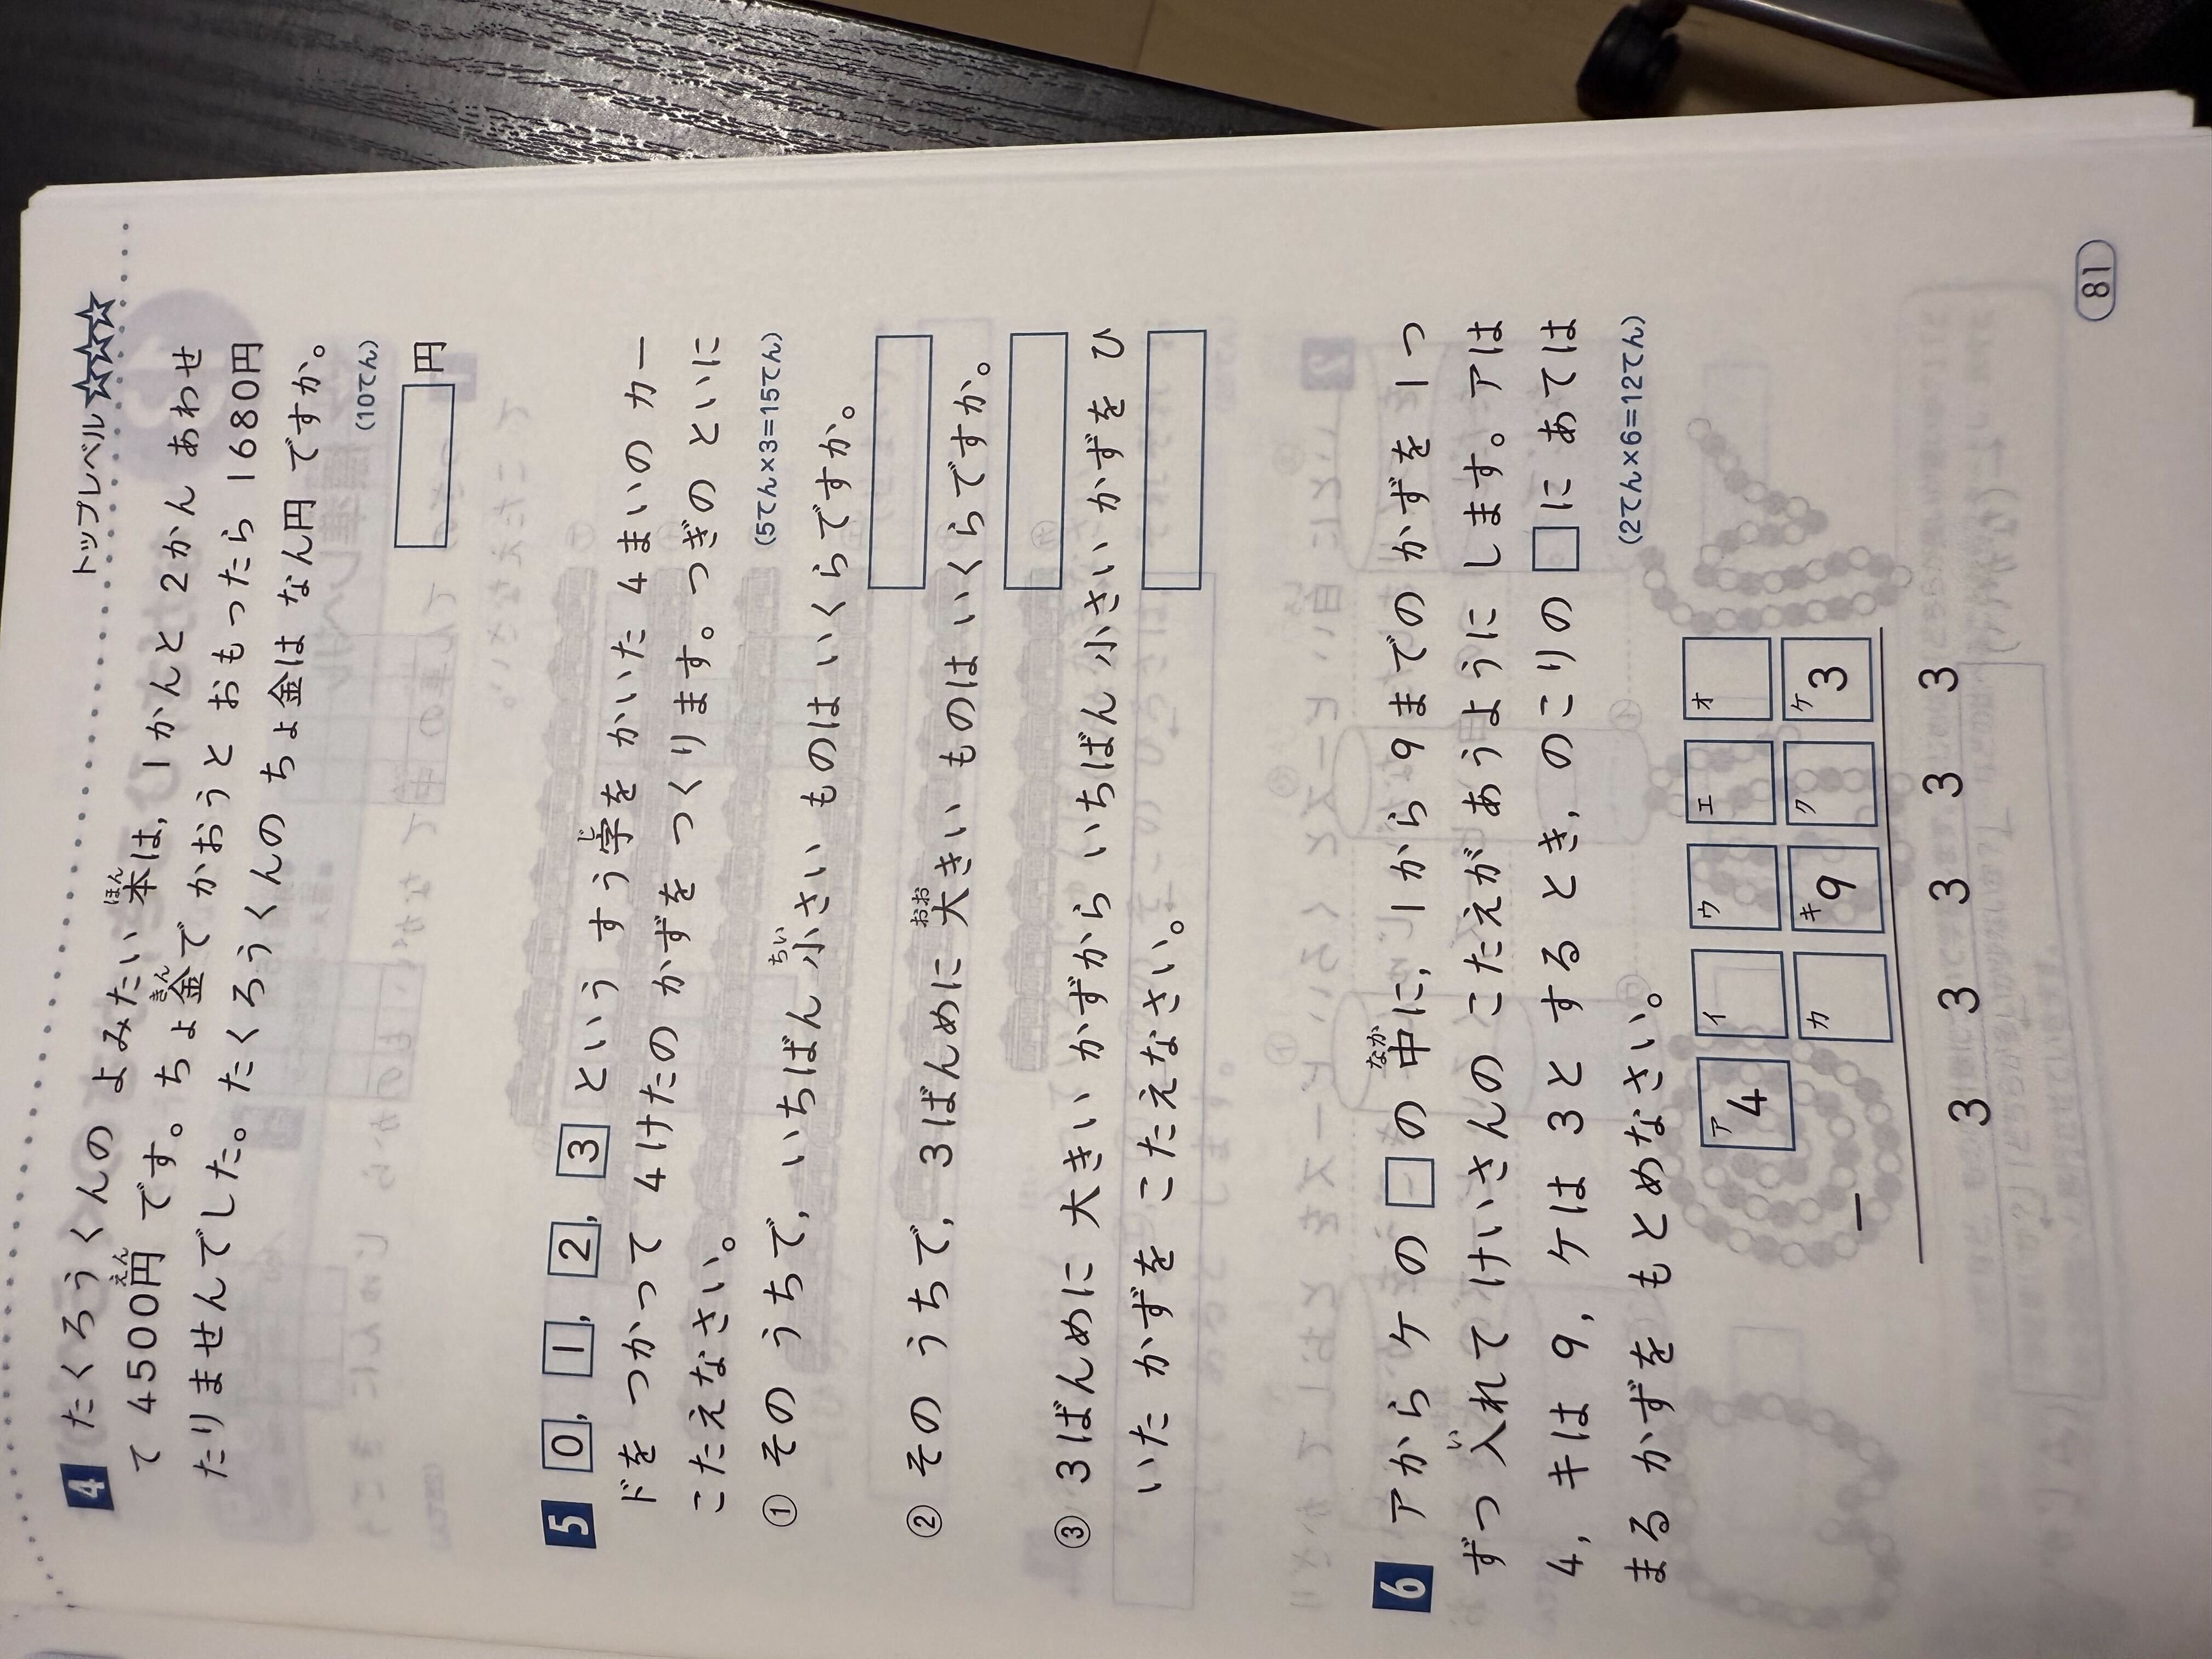 トップレベル☆☆☆
4 たくろうくんの よみたい 本は, 1かんと 2かん あわせ
ほん
て 4500円 です。ちょ金で かおうと おもったら 1680円
えん きん
たりませんでした。たくろうくんの ちょ金は なん円 ですか。
(10てん)
円
5 0, 1, 2, 3 という すう字を かいた 4まいの カー
じ
ドを つかって 4けたの かずを つくります。つぎの といに
こたえなさい。
(5てん×3=15てん)
① その うちで, いちばん 小さい ものは いくらですか。
ちい
② その うちで, 3ばんめに 大きい ものは いくらですか。
おお
③ 3ばんめに 大きい かずから いちばん 小さい かずを ひ
いた かずを こたえなさい。
6 アから ケ の □の 中に, 1から 9までの かずを 1つ
なか
ずつ 入れて けいさんの こたえが あうように します。アは
い
4, キは 9, ケは 3と すると き, のこりの □に あては
まる かずを もとめなさい。
(2てん×6=12てん)
ア4 イ ウ エ オ
− カ キ9 ク ケ3
3 3 3 3 3
81